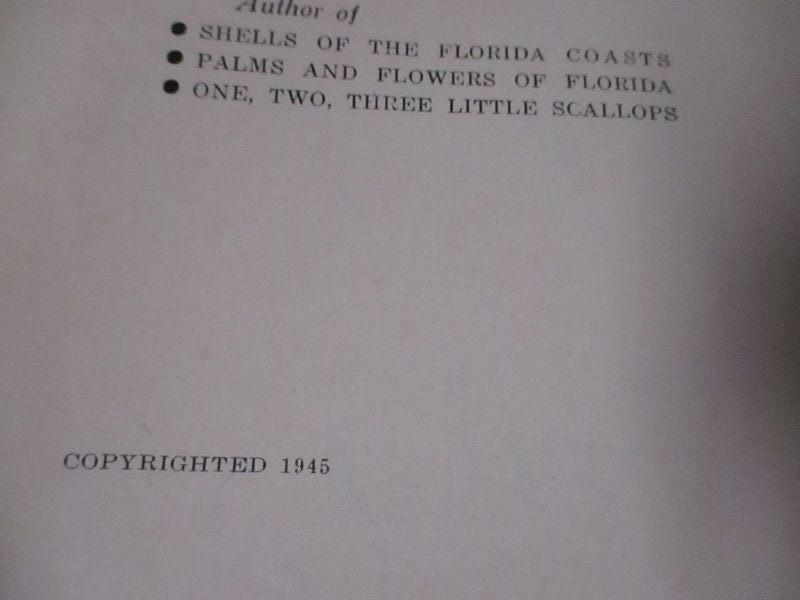 Author of
● SHELLS OF THE FLORIDA COASTS
● PALMS AND FLOWERS OF FLORIDA
● ONE, TWO, THREE LITTLE SCALLOPS
COPYRIGHTED 1945